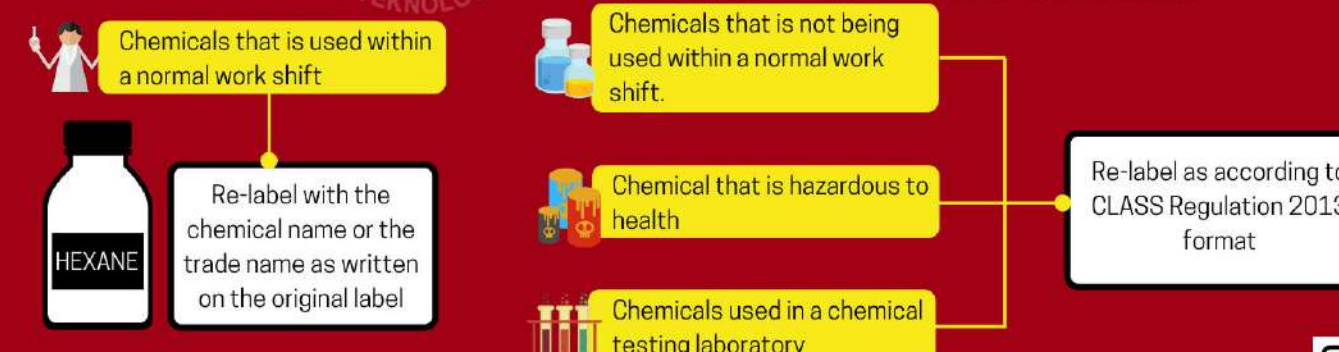 Chemicals that is used within
a normal work shift
HEXANE
Re-label with the
chemical name or the
trade name as written
on the original label
Chemicals that is not being
used within a normal work
shift.
Chemical that is hazardous to
health
Chemicals used in a chemical
testing laboratory
Re-label as according to
CLASS Regulation 2013
format